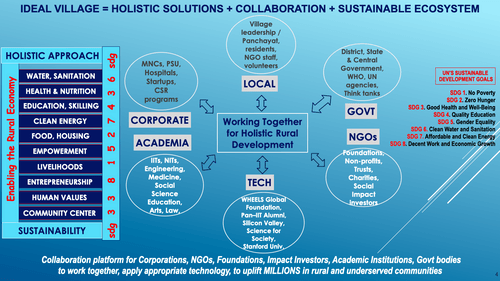 IDEAL VILLAGE = HOLISTIC SOLUTIONS + COLLABORATION + SUSTAINABLE ECOSYSTEM
HOLISTIC APPROACH
sdg
Enabling the Rural Economy
WATER, SANITATION
6
HEALTH & NUTRITION
3
EDUCATION, SKILLING
4
CLEAN ENERGY
7
FOOD, HOUSING
2
EMPOWERMENT
5
LIVELIHOODS
1
ENTREPRENEURSHIP
8
HUMAN VALUES
3
COMMUNITY CENTER
3
SUSTAINABILITY
sdg
MNCs, PSU,
Hospitals,
Startups,
CSR
programs
CORPORATE
ACADEMIA
IITs, NITs,
Engineering,
Medicine,
Social
Science
Education,
Arts, Law,
Village
leadership /
Panchayat,
residents,
NGO staff,
volunteers
LOCAL
Working Together
for Holistic Rural
Development
TECH
WHEELS Global
Foundation,
Pan-IIT Alumni,
Silicon Valley,
Science for
Society,
Stanford Univ,
District, State
& Central
Government,
WHO, UN
agencies,
Think tanks
GOVT
NGOs
Foundations,
Non-profits,
Trusts,
Charities,
Social
Impact
Investors
UN'S SUSTAINABLE
DEVELOPMENT GOALS
SDG 1. No Poverty
SDG 2. Zero Hunger
SDG 3. Good Health and Well-Being
SDG 4. Quality Education
SDG 5. Gender Equality
SDG 6. Clean Water and Sanitation
SDG 7. Affordable and Clean Energy
SDG 8. Decent Work and Economic Growth
Collaboration platform for Corporations, NGOs, Foundations, Impact Investors, Academic Institutions, Govt bodies
to work together, apply appropriate technology, to uplift MILLIONS in rural and underserved communities
4